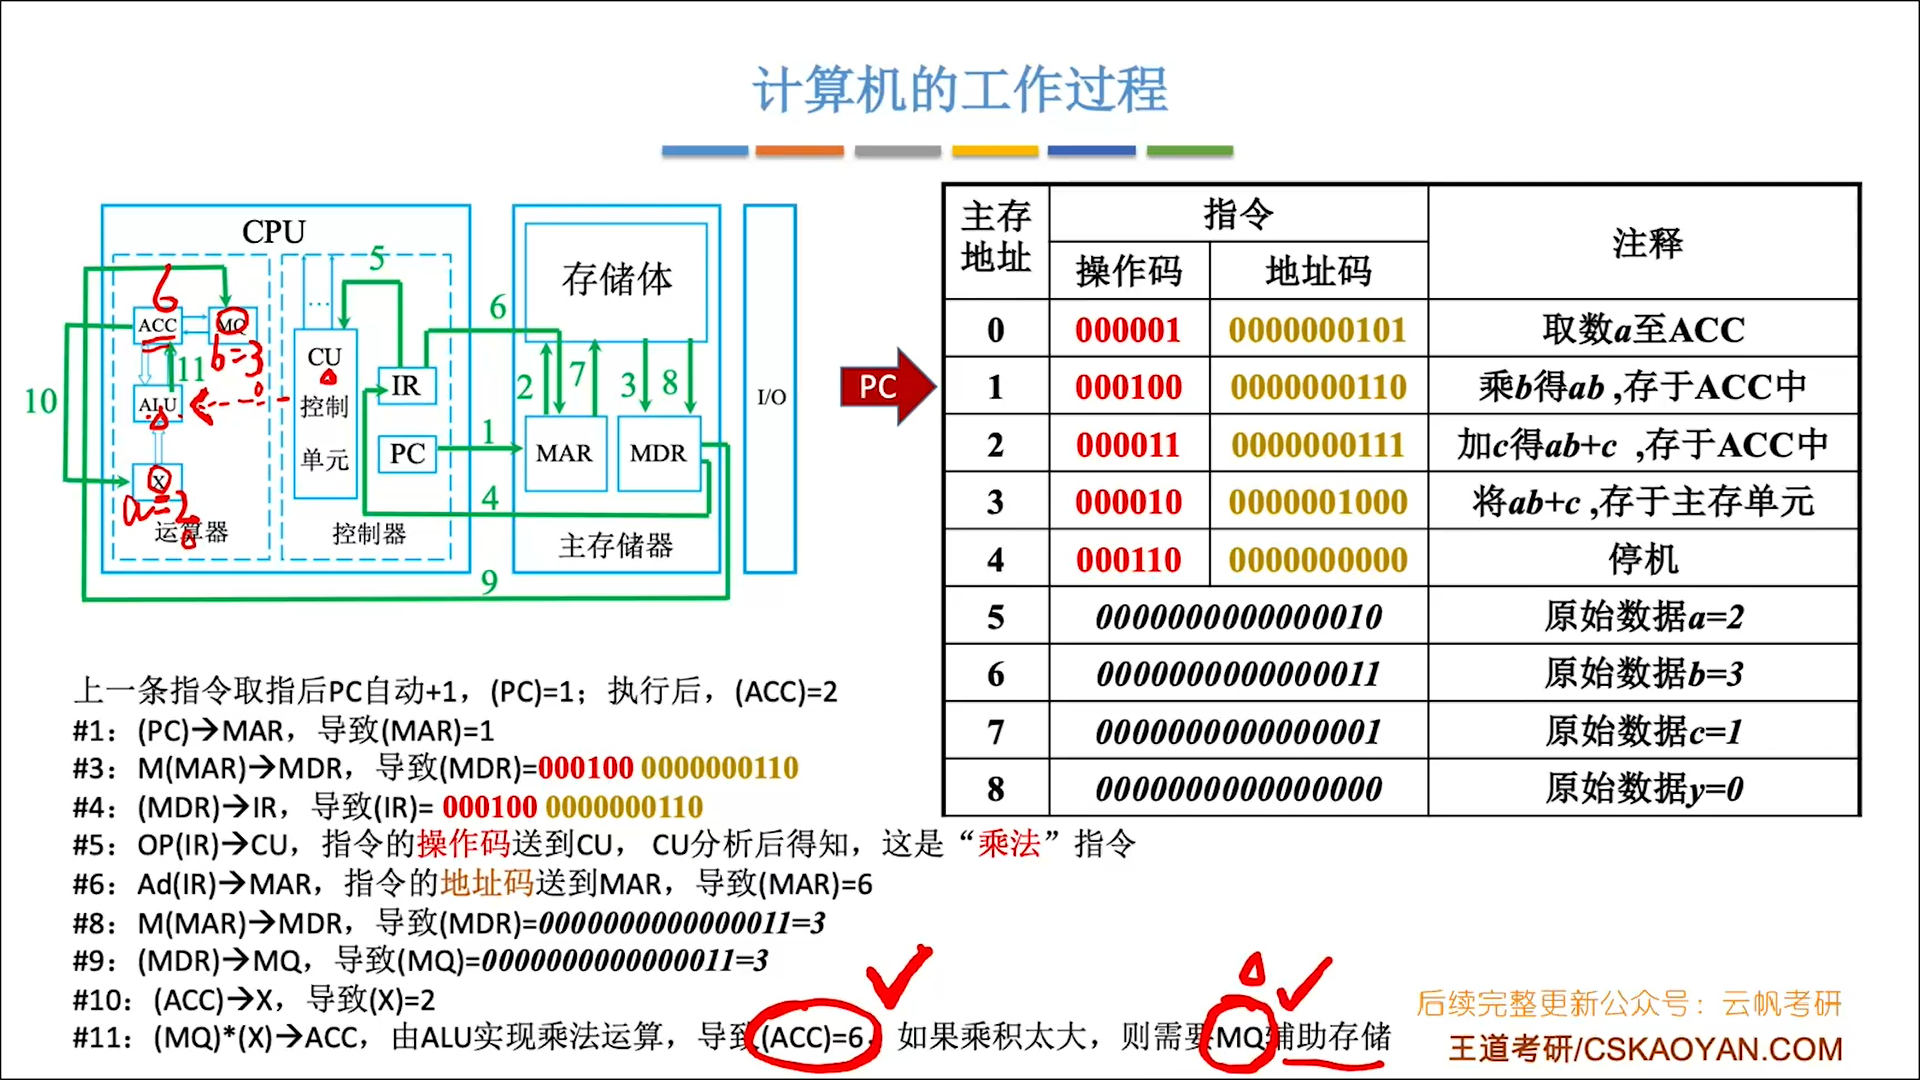 计算机的工作过程
CPU
5
6
ACC
MQ
6
b=3
11
10
ALU
X
a=2
运算器
CU
控制
单元
...
IR
PC
控制器
存储体
2
7
3
8
1
MAR
MDR
4
主存储器
9
I/O
PC
主存地址 指令 注释
操作码 地址码
0 000001 0000000101 取数a至ACC
1 000100 0000000110 乘b得ab ,存于ACC中
2 000011 0000000111 加c得ab+c ,存于ACC中
3 000010 0000001000 将ab+c ,存于主存单元
4 000110 0000000000 停机
5 0000000000000010 原始数据a=2
6 0000000000000011 原始数据b=3
7 0000000000000001 原始数据c=1
8 0000000000000000 原始数据y=0
上一条指令取指后PC自动+1，(PC)=1；执行后，(ACC)=2
#1：(PC)→MAR，导致(MAR)=1
#3：M(MAR)→MDR，导致(MDR)=000100 0000000110
#4：(MDR)→IR，导致(IR)= 000100 0000000110
#5：OP(IR)→CU，指令的操作码送到CU， CU分析后得知，这是“乘法”指令
#6：Ad(IR)→MAR，指令的地址码送到MAR，导致(MAR)=6
#8：M(MAR)→MDR，导致(MDR)=0000000000000011=3
#9：(MDR)→MQ，导致(MQ)=0000000000000011=3
#10：(ACC)→X，导致(X)=2
#11：(MQ)*(X)→ACC，由ALU实现乘法运算，导致(ACC)=6，如果乘积太大，则需要MQ辅助存储
后续完整更新公众号：云帆考研
王道考研/CSKAOYAN.COM